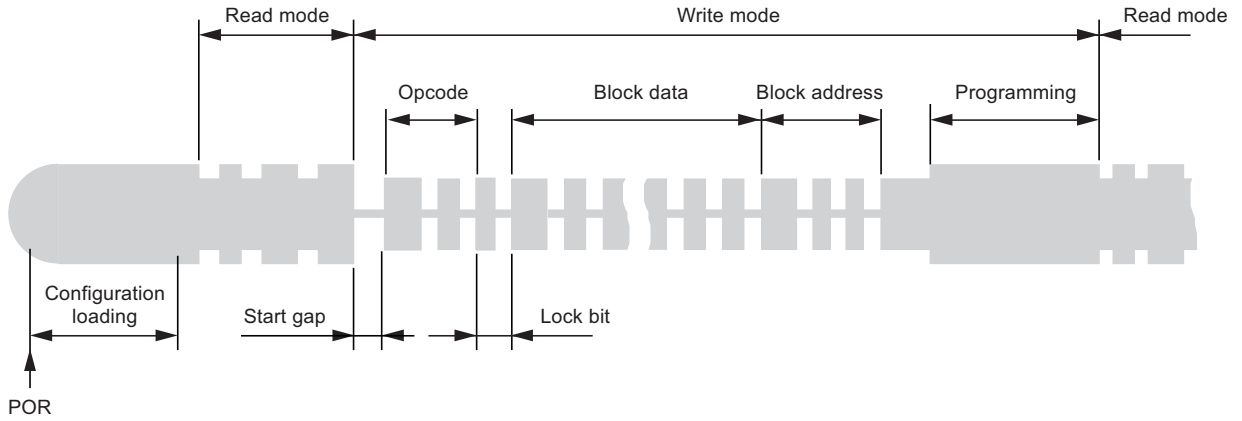 Read mode
Write mode
Read mode
Opcode
Block data
Block address
Programming
Configuration
loading
Start gap
Lock bit
POR